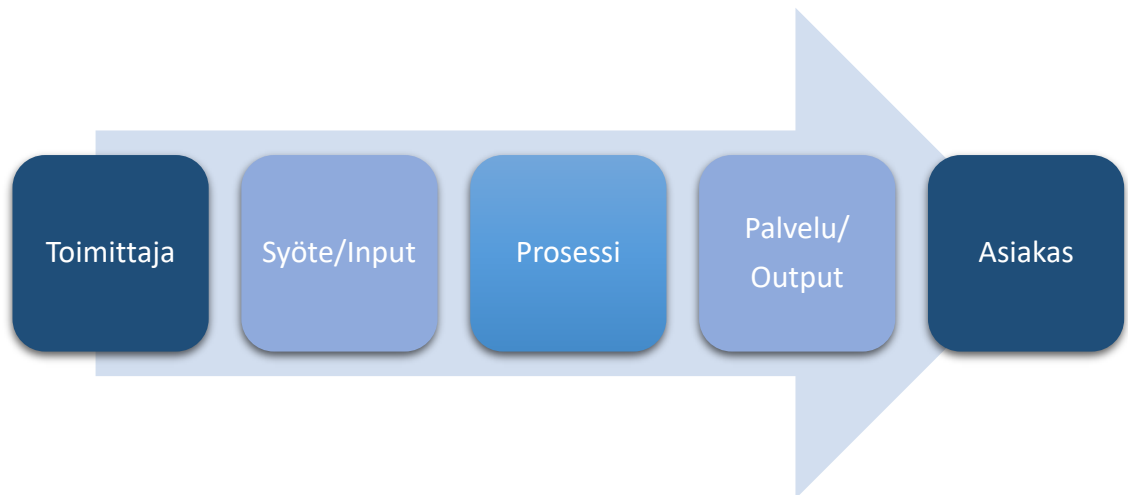 Toimittaja
Syöte/Input
Prosessi
Palvelu/
Output
Asiakas